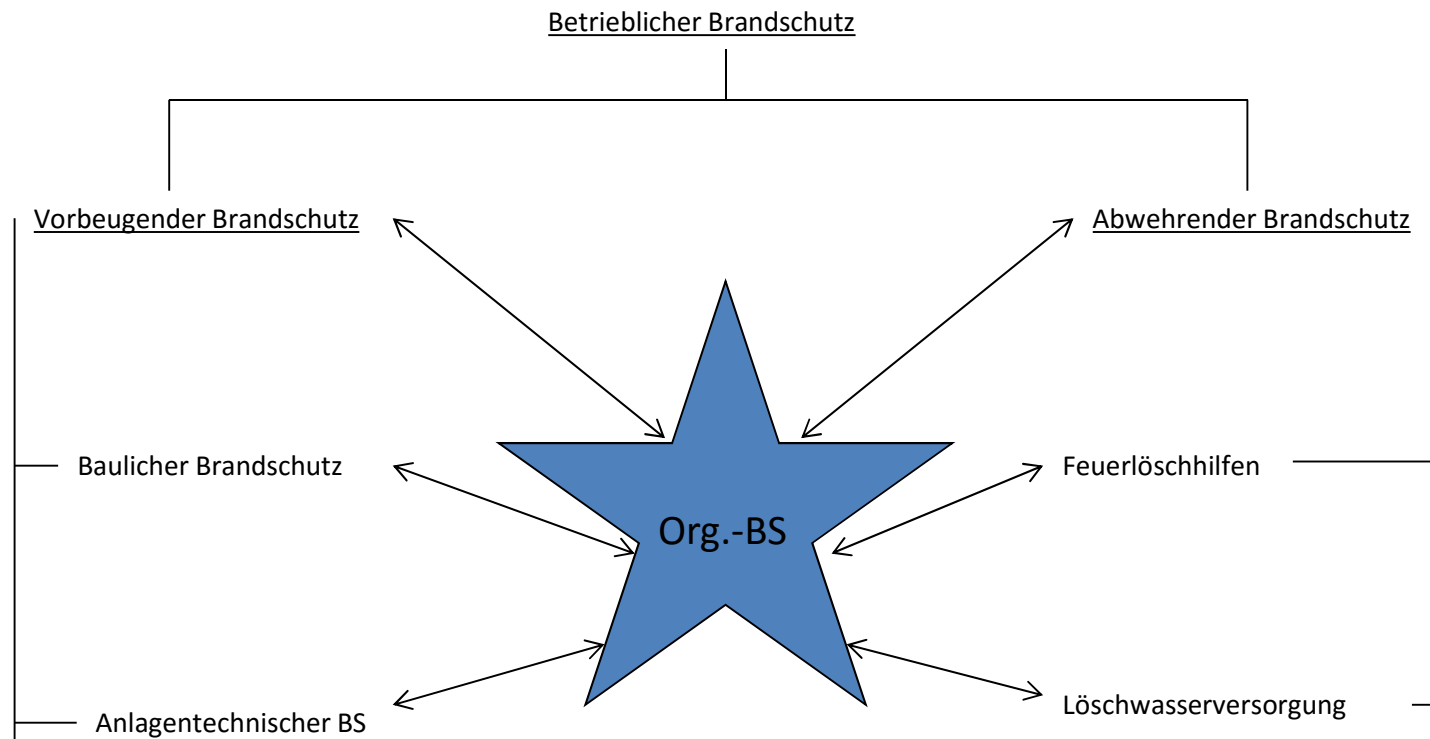 Betrieblicher Brandschutz
Vorbeugender Brandschutz
Abwehrender Brandschutz
Baulicher Brandschutz
Feuerlöschhilfen
Org.-BS
Anlagentechnischer BS
Löschwasserversorgung